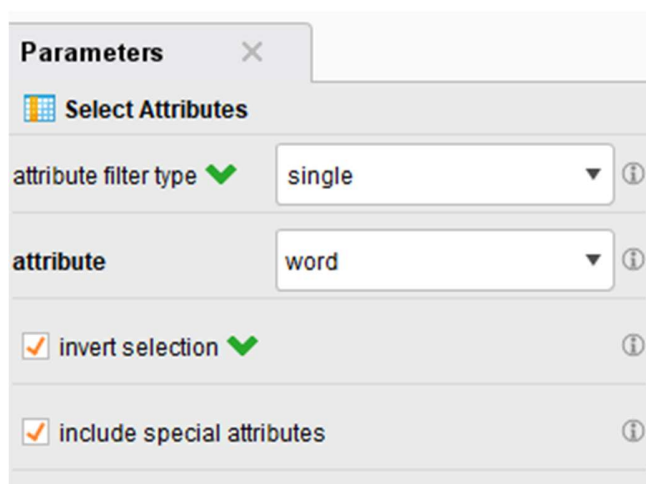 Parameters
Select Attributes
attribute filter type single
attribute word
invert selection
include special attributes